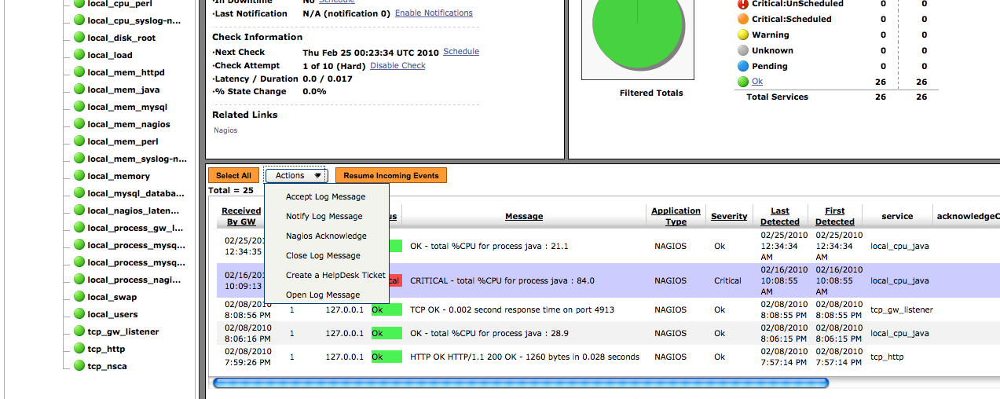 local_cpu_perl
local_cpu_syslog-n...
local_disk_root
local_load
local_mem_httpd
local_mem_java
local_mem_mysql
local_mem_nagios
local_mem_perl
local_mem_syslog-n...
local_memory
local_mysql_databa...
local_nagios_laten...
local_process_gw_l...
local_process_mysq...
local_process_mysq...
local_process_nagi...
local_swap
local_users
tcp_gw_listener
tcp_http
tcp_nsca
·In Downtime No Schedule
·Last Notification N/A (notification 0) Enable Notifications
Check Information
·Next Check Thu Feb 25 00:23:34 UTC 2010 Schedule
·Check Attempt 1 of 10 (Hard) Disable Check
·Latency / Duration 0.0 / 0.017
·% State Change 0.0%
Related Links
Nagios
Filtered Totals
Critical:UnScheduled 0 0
Critical:Scheduled 0 0
Warning 0 0
Unknown 0 0
Pending 0 0
Ok 26 26
Total Services 26 26
Select All Actions Resume Incoming Events
Total = 25
Accept Log Message
Notify Log Message
Nagios Acknowledge
Close Log Message
Create a HelpDesk Ticket
Open Log Message
Received By GW us Message Application Type Severity Last Detected First Detected service acknowledgeC
02/25/201 12:34:35 OK - total %CPU for process java : 21.1 NAGIOS Ok 02/25/2010 12:34:34 AM 02/25/2010 12:34:34 AM local_cpu_java
02/16/201 10:09:13 cal CRITICAL - total %CPU for process java : 84.0 NAGIOS Critical 02/16/2010 10:08:55 AM 02/16/2010 10:08:55 AM local_cpu_java
02/08/2010 8:08:56 PM 1 127.0.0.1 Ok TCP OK - 0.002 second response time on port 4913 NAGIOS Ok 02/08/2010 8:08:55 PM 02/08/2010 8:08:55 PM tcp_gw_listener
02/08/2010 8:06:16 PM 1 127.0.0.1 Ok OK - total %CPU for process java : 28.9 NAGIOS Ok 02/08/2010 8:06:15 PM 02/08/2010 8:06:15 PM local_cpu_java
02/08/2010 7:59:26 PM 1 127.0.0.1 Ok HTTP OK HTTP/1.1 200 OK - 1260 bytes in 0.028 seconds NAGIOS Ok 02/08/2010 7:57:14 PM 02/08/2010 7:57:14 PM tcp_http